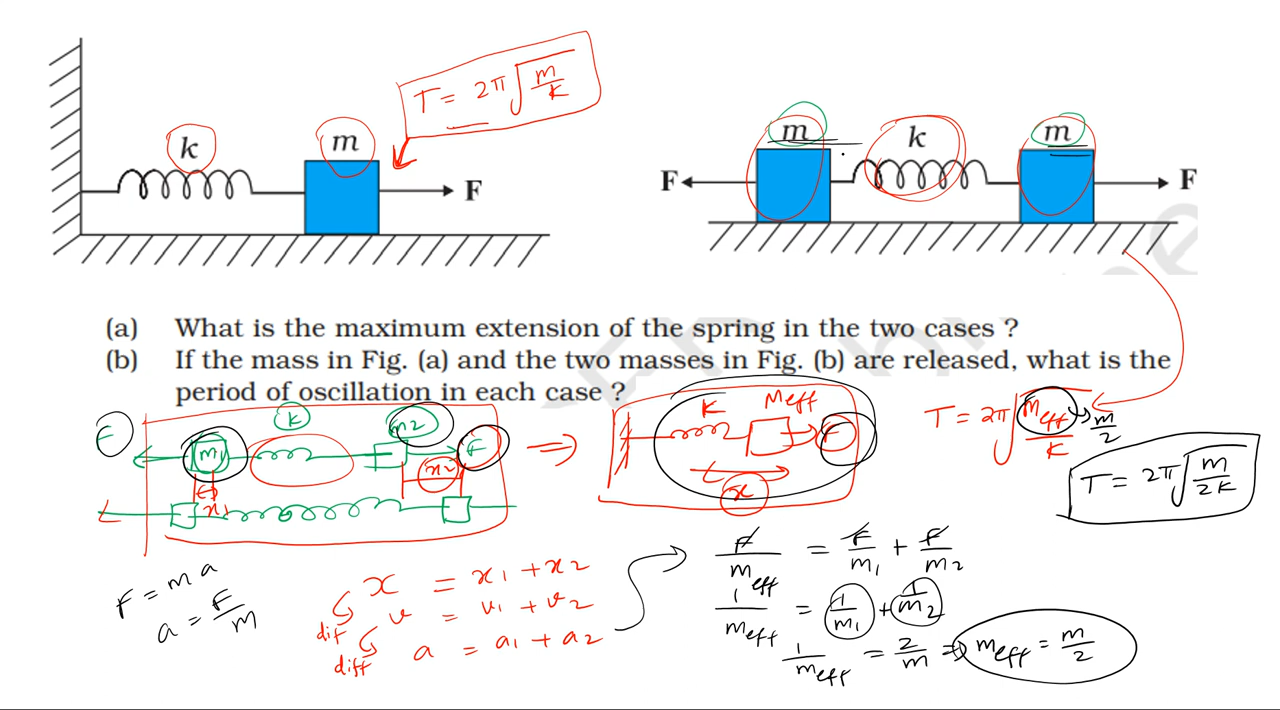 T = 2π√(m/k)
k
m
F
m
k
m
F
F
(a) What is the maximum extension of the spring in the two cases ?
(b) If the mass in Fig. (a) and the two masses in Fig. (b) are released, what is the
period of oscillation in each case ?
F
m1
k
m2
F
x1
x2
⇒
K
Meff
F
x
T = 2π√(meff/K)
→ m/2
T = 2π√(m/2K)
F = ma
a = F/m
x = x1 + x2
diff
v = v1 + v2
diff
a = a1 + a2
F/meff = F/m1 + F/m2
1/meff = 1/m1 + 1/m2
1/meff = 2/m ⇒ meff = m/2